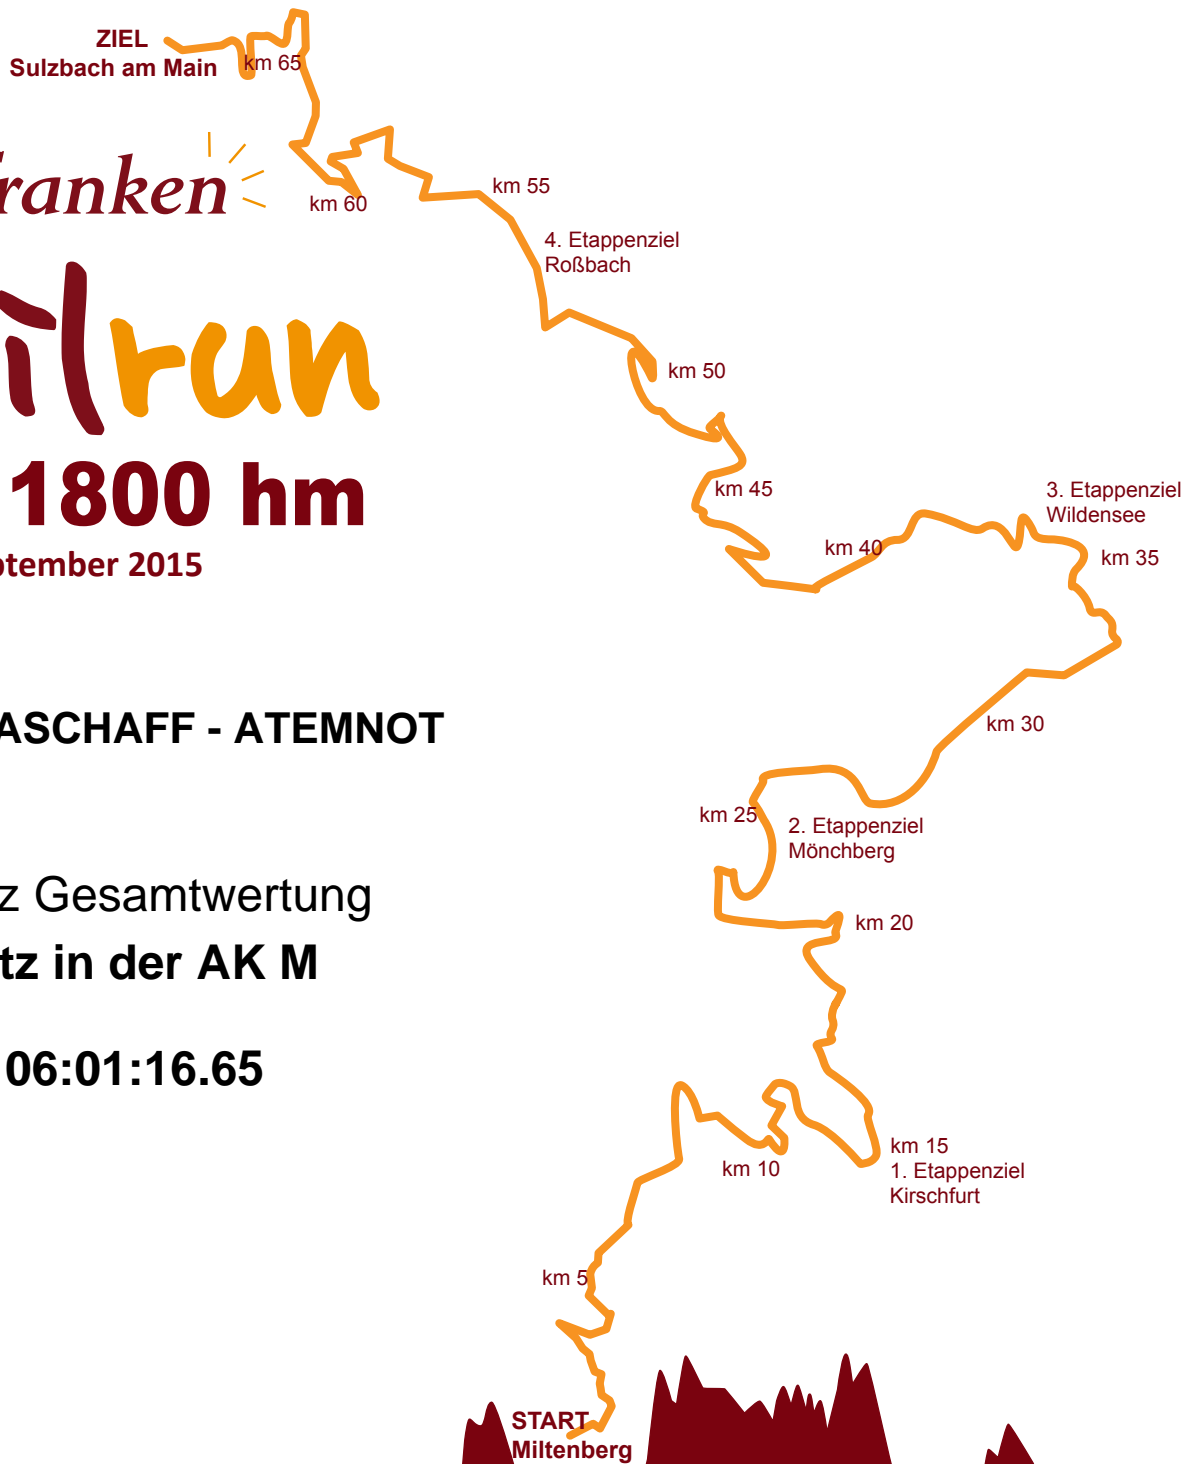 ZIEL
Sulzbach am Main
km 65
ranken
km 60
km 55
4. Etappenziel
Roßbach
ilrun
km 50
1800 hm
km 45
3. Etappenziel
Wildensee
ptember 2015
km 40
km 35
ASCHAFF - ATEMNOT
km 30
km 25
2. Etappenziel
Mönchberg
z Gesamtwertung
km 20
tz in der AK M
06:01:16.65
km 15
1. Etappenziel
Kirschfurt
km 10
km 5
START
Miltenberg